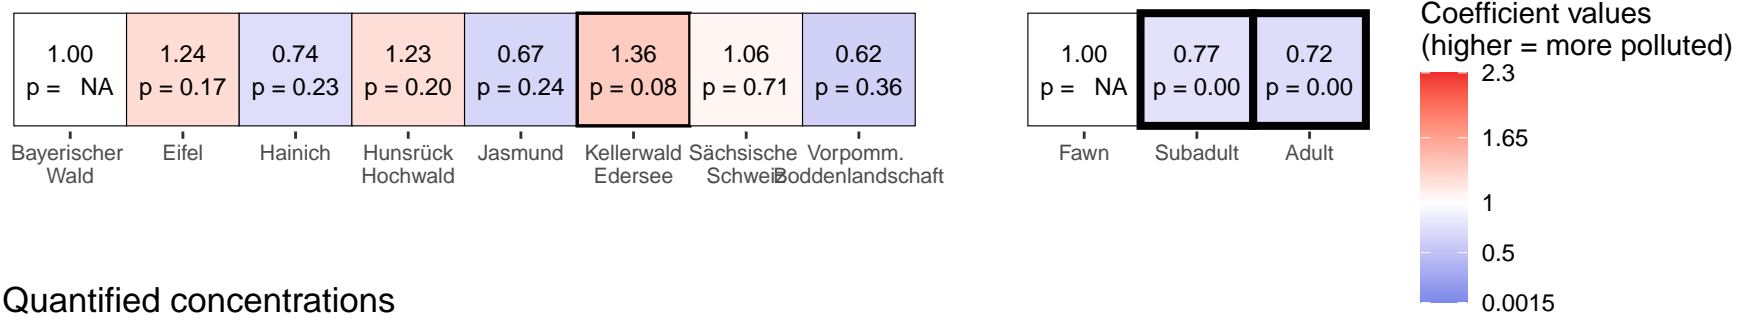 Coefficient values
(higher = more polluted)
1.00 1.24 0.74 1.23 0.67 1.36 1.06 0.62
p = NA p = 0.17 p = 0.23 p = 0.20 p = 0.24 p = 0.08 p = 0.71 p = 0.36
Bayerischer Eifel Hainich Hunsrück Jasmund Kellerwald Sächsische Vorpomm.
Wald Hochwald Edersee Schweiz Boddenlandschaft
1.00 0.77 0.72
p = NA p = 0.00 p = 0.00
Fawn Subadult Adult
2.3
1.65
1
0.5
0.0015
Quantified concentrations